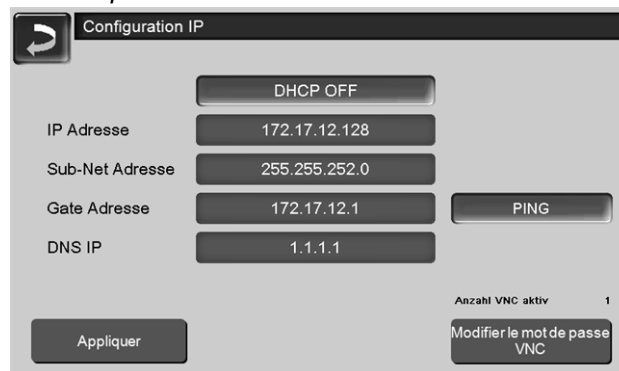 Configuration IP
DHCP OFF
IP Adresse 172.17.12.128
Sub-Net Adresse 255.255.252.0
Gate Adresse 172.17.12.1 PING
DNS IP 1.1.1.1
Anzahl VNC aktiv 1
Appliquer
Modifier le mot de passe
VNC